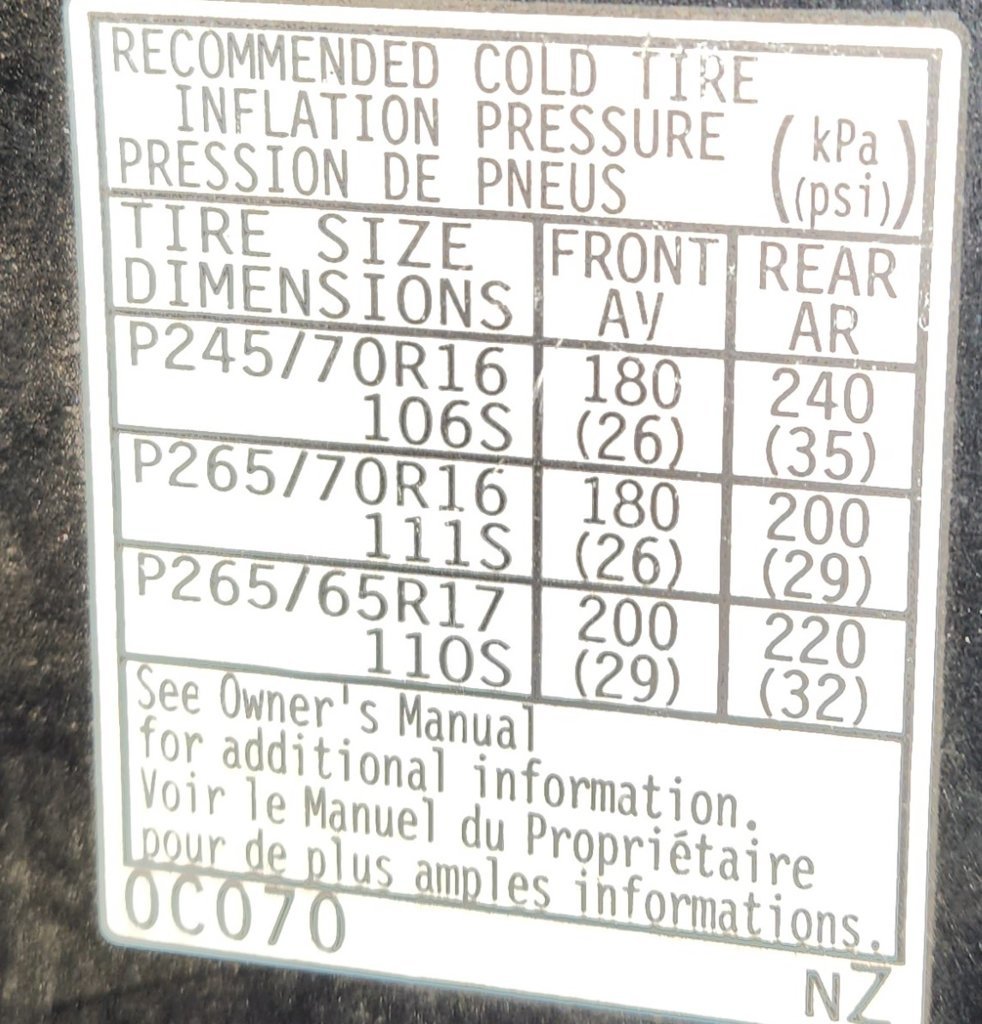 RECOMMENDED COLD TIRE
INFLATION PRESSURE (kPa
PRESSION DE PNEUS (psi))
TIRE SIZE FRONT REAR
DIMENSIONS AV AR
P245/70R16 180 240
106S (26) (35)
P265/70R16 180 200
111S (26) (29)
P265/65R17 200 220
110S (29) (32)
See Owner's Manual
for additional information.
Voir le Manuel du Propriétaire
pour de plus amples informations.
0C070
NZ